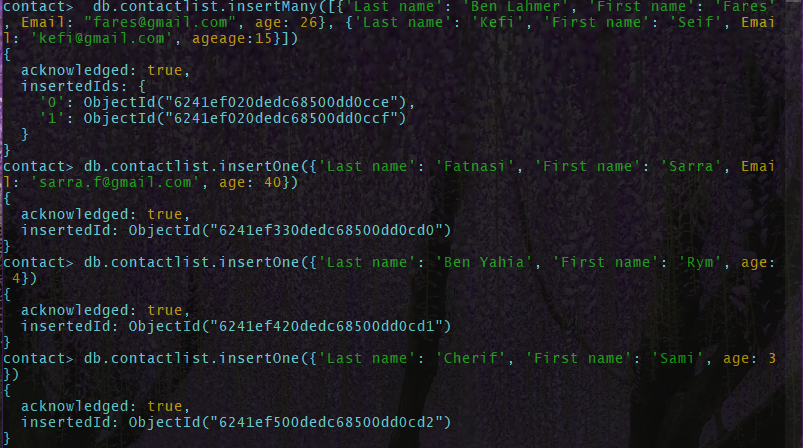 contact>  db.contactlist.insertMany([{'Last name': 'Ben Lahmer', 'First name': 'Fares'
, Email: "fares@gmail.com", age: 26}, {'Last name': 'Kefi', 'First name': 'Seif', Emai
l: 'kefi@gmail.com', ageage:15}])
{
  acknowledged: true,
  insertedIds: {
    '0': ObjectId("6241ef020dedc68500dd0cce"),
    '1': ObjectId("6241ef020dedc68500dd0ccf")
  }
}
contact> db.contactlist.insertOne({'Last name': 'Fatnasi', 'First name': 'Sarra', Emai
l: 'sarra.f@gmail.com', age: 40})
{
  acknowledged: true,
  insertedId: ObjectId("6241ef330dedc68500dd0cd0")
}
contact> db.contactlist.insertOne({'Last name': 'Ben Yahia', 'First name': 'Rym', age:
 4})
{
  acknowledged: true,
  insertedId: ObjectId("6241ef420dedc68500dd0cd1")
}
contact> db.contactlist.insertOne({'Last name': 'Cherif', 'First name': 'Sami', age: 3
})
{
  acknowledged: true,
  insertedId: ObjectId("6241ef500dedc68500dd0cd2")
}